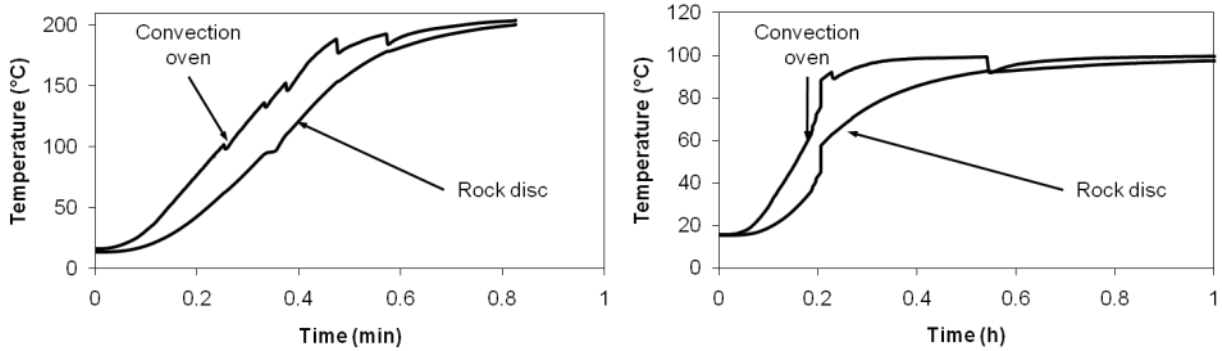 200
150
100
50
0
Temperature (°C)
Convection
oven
Rock disc
0 0.2 0.4 0.6 0.8 1
Time (min)
120
100
80
60
40
20
0
Temperature (°C)
Convection
oven
Rock disc
0 0.2 0.4 0.6 0.8 1
Time (h)